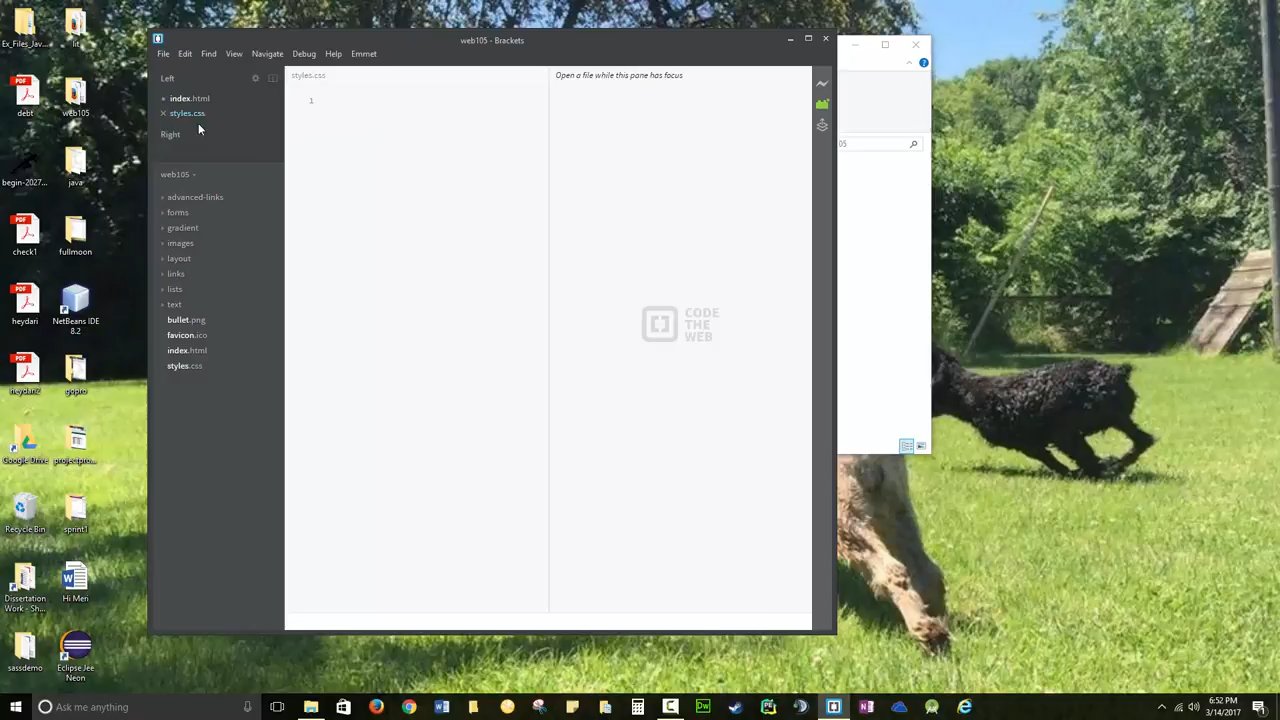 web105 - Brackets
File Edit Find View Navigate Debug Help Emmet
Left
index.html
styles.css
Right
web105
advanced-links
forms
gradient
images
layout
links
lists
text
bullet.png
favicon.ico
index.html
styles.css
styles.css
1
Open a file while this pane has focus
CODE
THE
WEB
05
Ex_Files_Jav...
lit
debt
web105
begin-2027...
java
check1
fullmoon
heydari
NetBeans IDE
8.2
heydari2
gopro
Google Drive
projectpro...
Recycle Bin
sprint1
Dissertation
Work - Sh...
Hi Meri
sassdemo
Eclipse Jee
Neon
Ask me anything
6:52 PM
3/14/2017